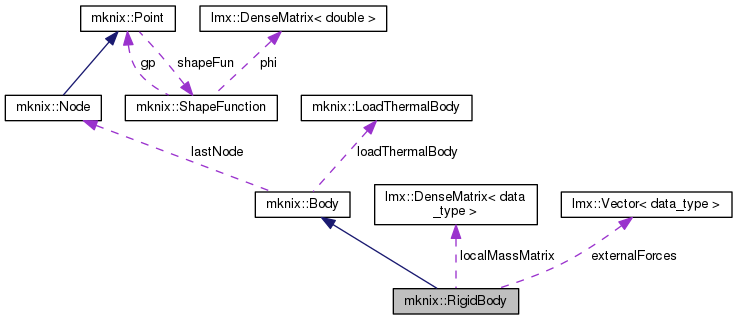 mknix::Point
lmx::DenseMatrix< double >
gp
shapeFun
phi
mknix::Node
mknix::ShapeFunction
mknix::LoadThermalBody
lastNode
loadThermalBody
mknix::Body
lmx::DenseMatrix< data
_type >
lmx::Vector< data_type >
localMassMatrix
externalForces
mknix::RigidBody